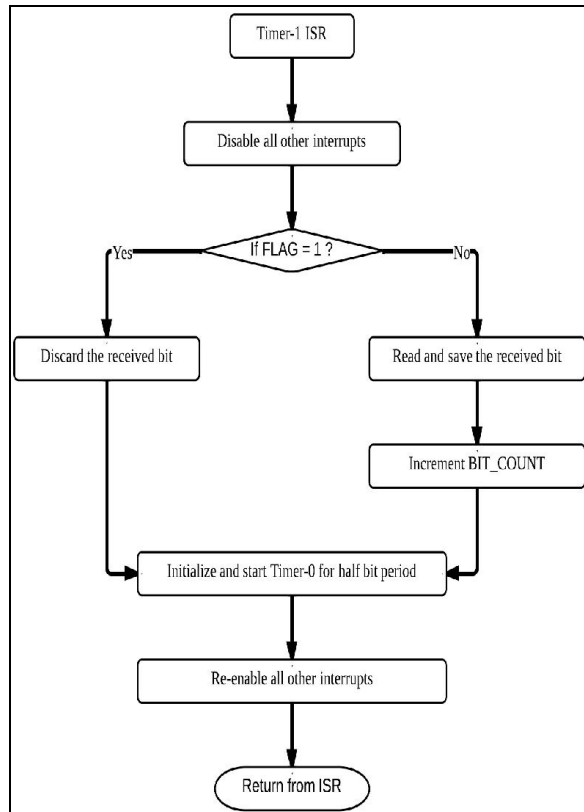 Timer-1 ISR
Disable all other interrupts
If FLAG = 1 ?
Yes
No
Discard the received bit
Read and save the received bit
Increment BIT_COUNT
Initialize and start Timer-0 for half bit period
Re-enable all other interrupts
Return from ISR